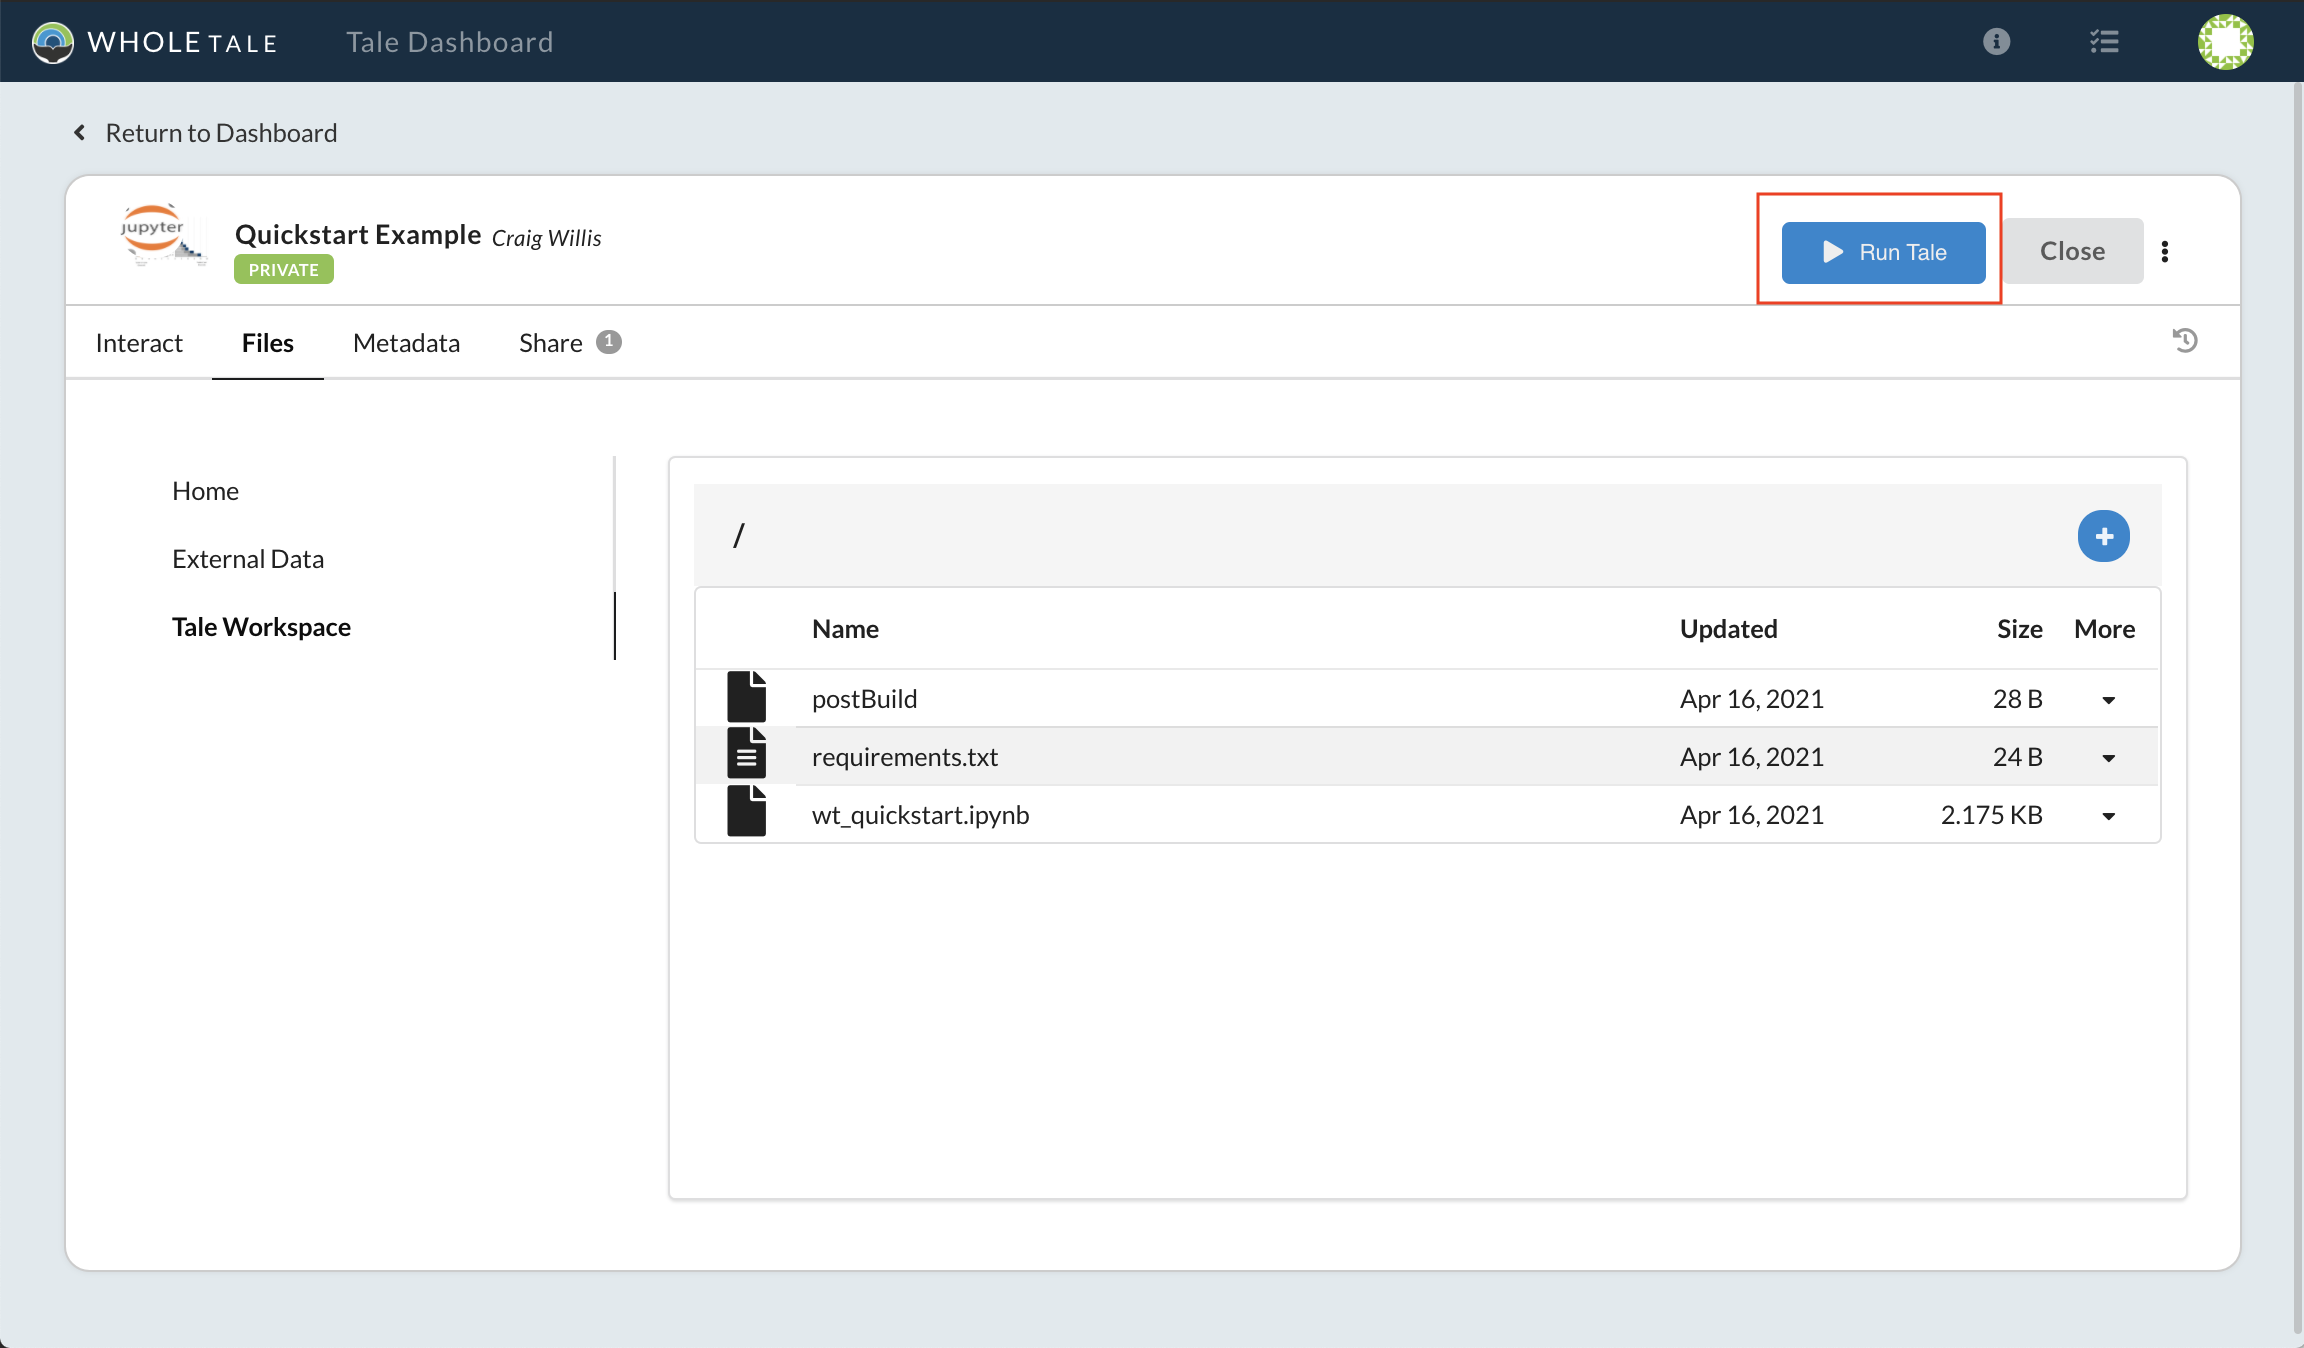 WHOLE TALE Tale Dashboard
Return to Dashboard
jupyter
Quickstart Example Craig Willis
PRIVATE
Run Tale
Close
Interact Files Metadata Share 1
Home
External Data
Tale Workspace
/
Name Updated Size More
postBuild Apr 16, 2021 28 B
requirements.txt Apr 16, 2021 24 B
wt_quickstart.ipynb Apr 16, 2021 2.175 KB